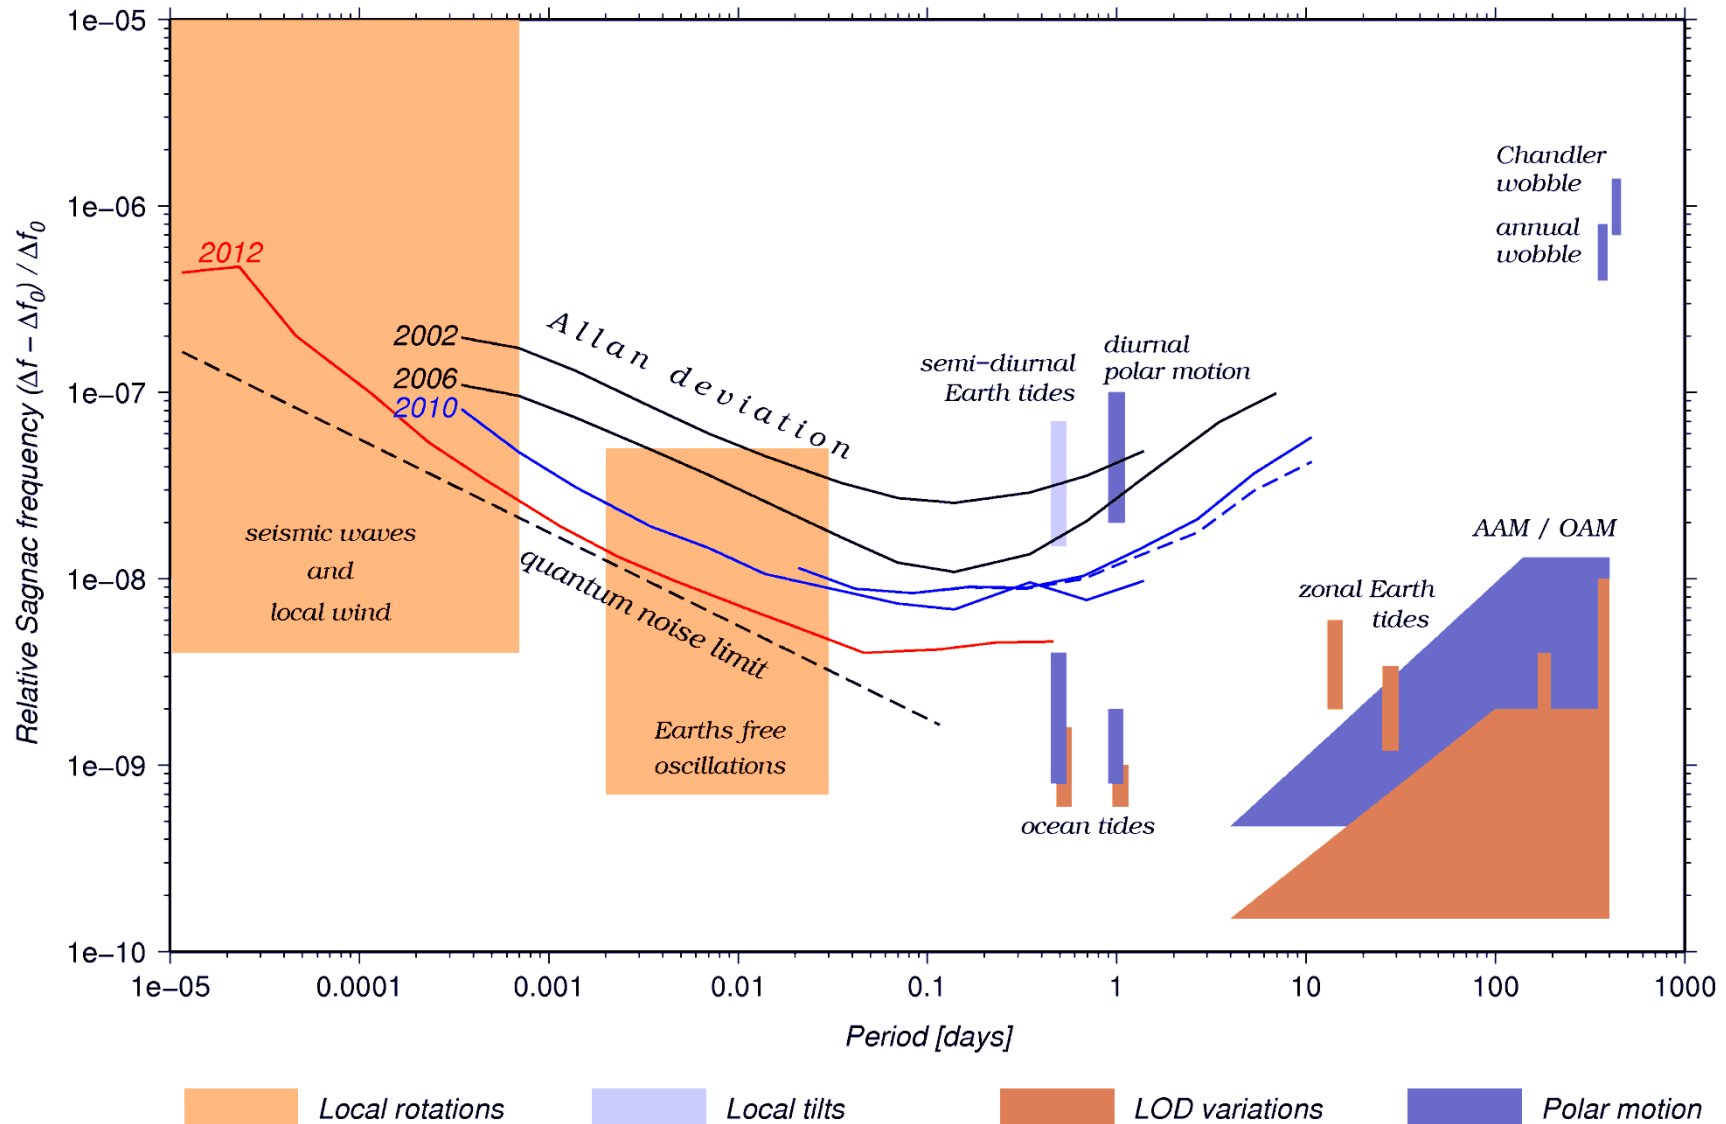 1e-05
1e-06
1e-07
1e-08
1e-09
1e-10
Relative Sagnac frequency (Δf − Δf0) / Δf0
2012
2002
2006
2010
Allan deviation
quantum noise limit
seismic waves
and
local wind
Earths free
oscillations
semi-diurnal
Earth tides
diurnal
polar motion
ocean tides
Chandler
wobble
annual
wobble
AAM / OAM
zonal Earth
tides
1e-05 0.0001 0.001 0.01 0.1 1 10 100 1000
Period [days]
Local rotations Local tilts LOD variations Polar motion